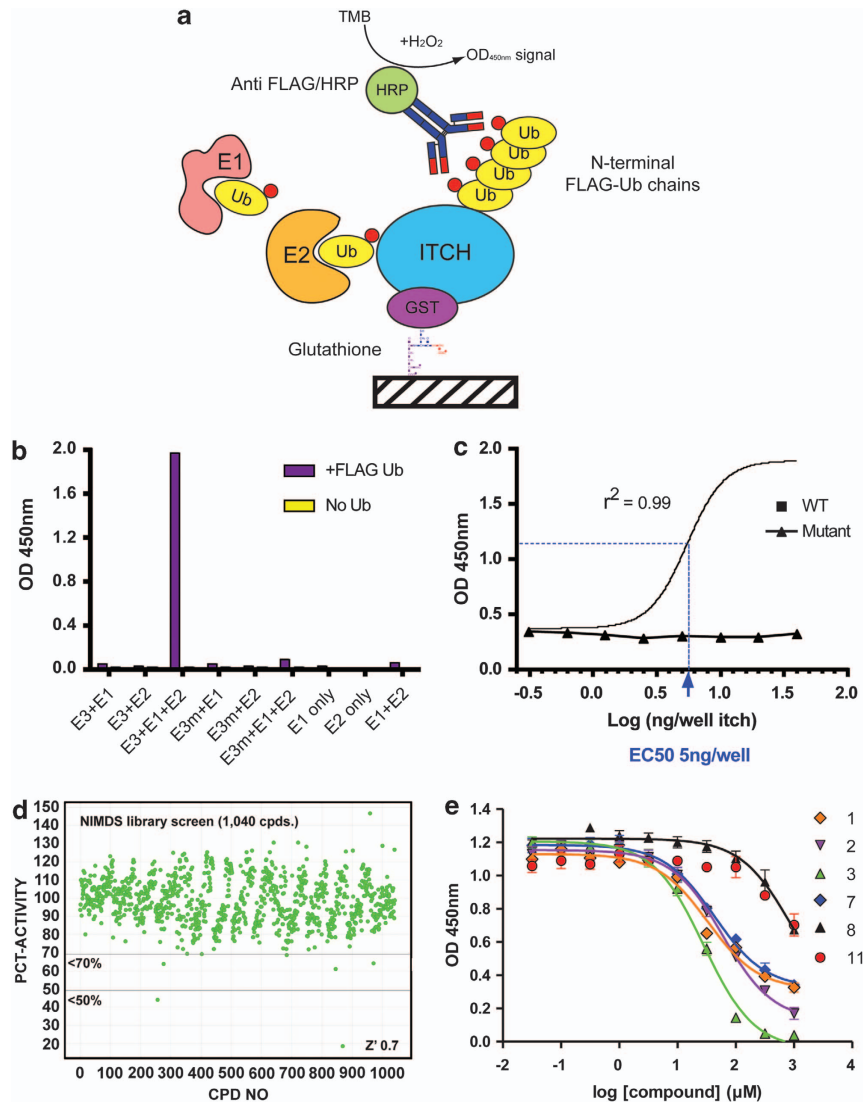 a
TMB
+H₂O₂
OD450nm signal
Anti FLAG/HRP
HRP
E1
Ub
E2
Ub
ITCH
GST
Ub
Ub
Ub
Ub
N-terminal
FLAG-Ub chains
Glutathione
b
2.0
1.6
1.2
0.8
0.4
0.0
OD 450nm
+FLAG Ub
No Ub
E3+E1
E3+E2
E3+E1+E2
E3m+E1
E3m+E2
E3m+E1+E2
E1 only
E2 only
E1+E2
c
2.0
1.5
1.0
0.5
0.0
OD 450nm
r² = 0.99
WT
Mutant
-0.5 0.0 0.5 1.0 1.5 2.0
Log (ng/well itch)
EC50 5ng/well
d
150
140
130
120
110
100
90
80
70
60
50
40
30
20
PCT-ACTIVITY
NIMDS library screen (1,040 cpds.)
<70%
<50%
Z' 0.7
0 100 200 300 400 500 600 700 800 900 1000
CPD NO
e
1.4
1.2
1.0
0.8
0.6
0.4
0.2
0.0
OD 450nm
1
2
3
7
8
11
-2 -1 0 1 2 3 4
log [compound] (µM)